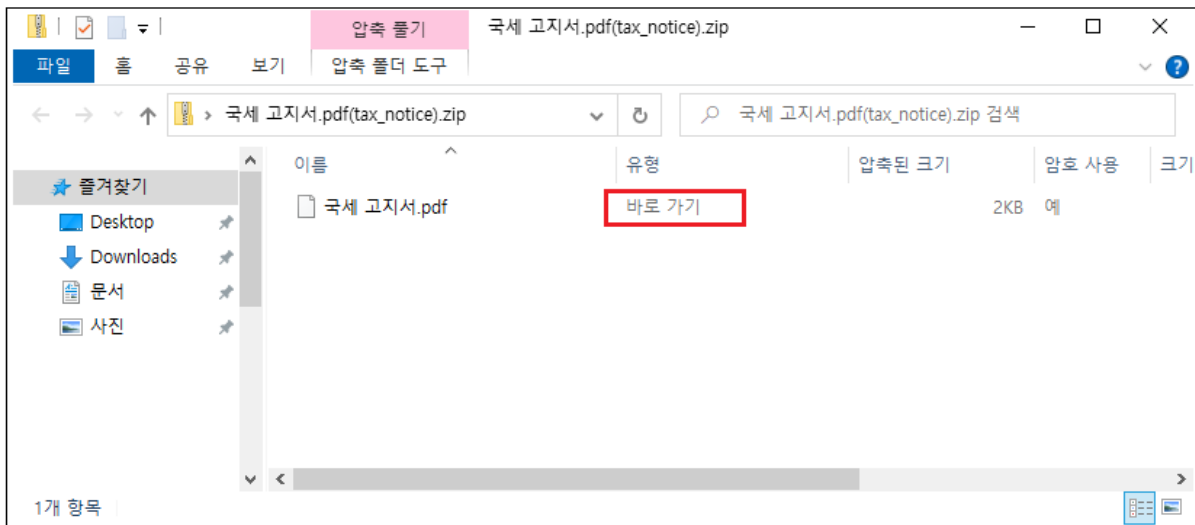 압축 풀기 국세 고지서.pdf(tax_notice).zip
파일 홈 공유 보기 압축 폴더 도구
국세 고지서.pdf(tax_notice).zip 국세 고지서.pdf(tax_notice).zip 검색
이름 유형 압축된 크기 암호 사용 크기
즐겨찾기
국세 고지서.pdf 바로 가기 2KB 예
Desktop
Downloads
문서
사진
1개 항목